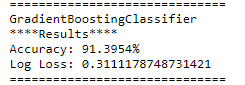 ==============================
GradientBoostingClassifier
****Results****
Accuracy: 91.3954%
Log Loss: 0.3111178748731421
==============================